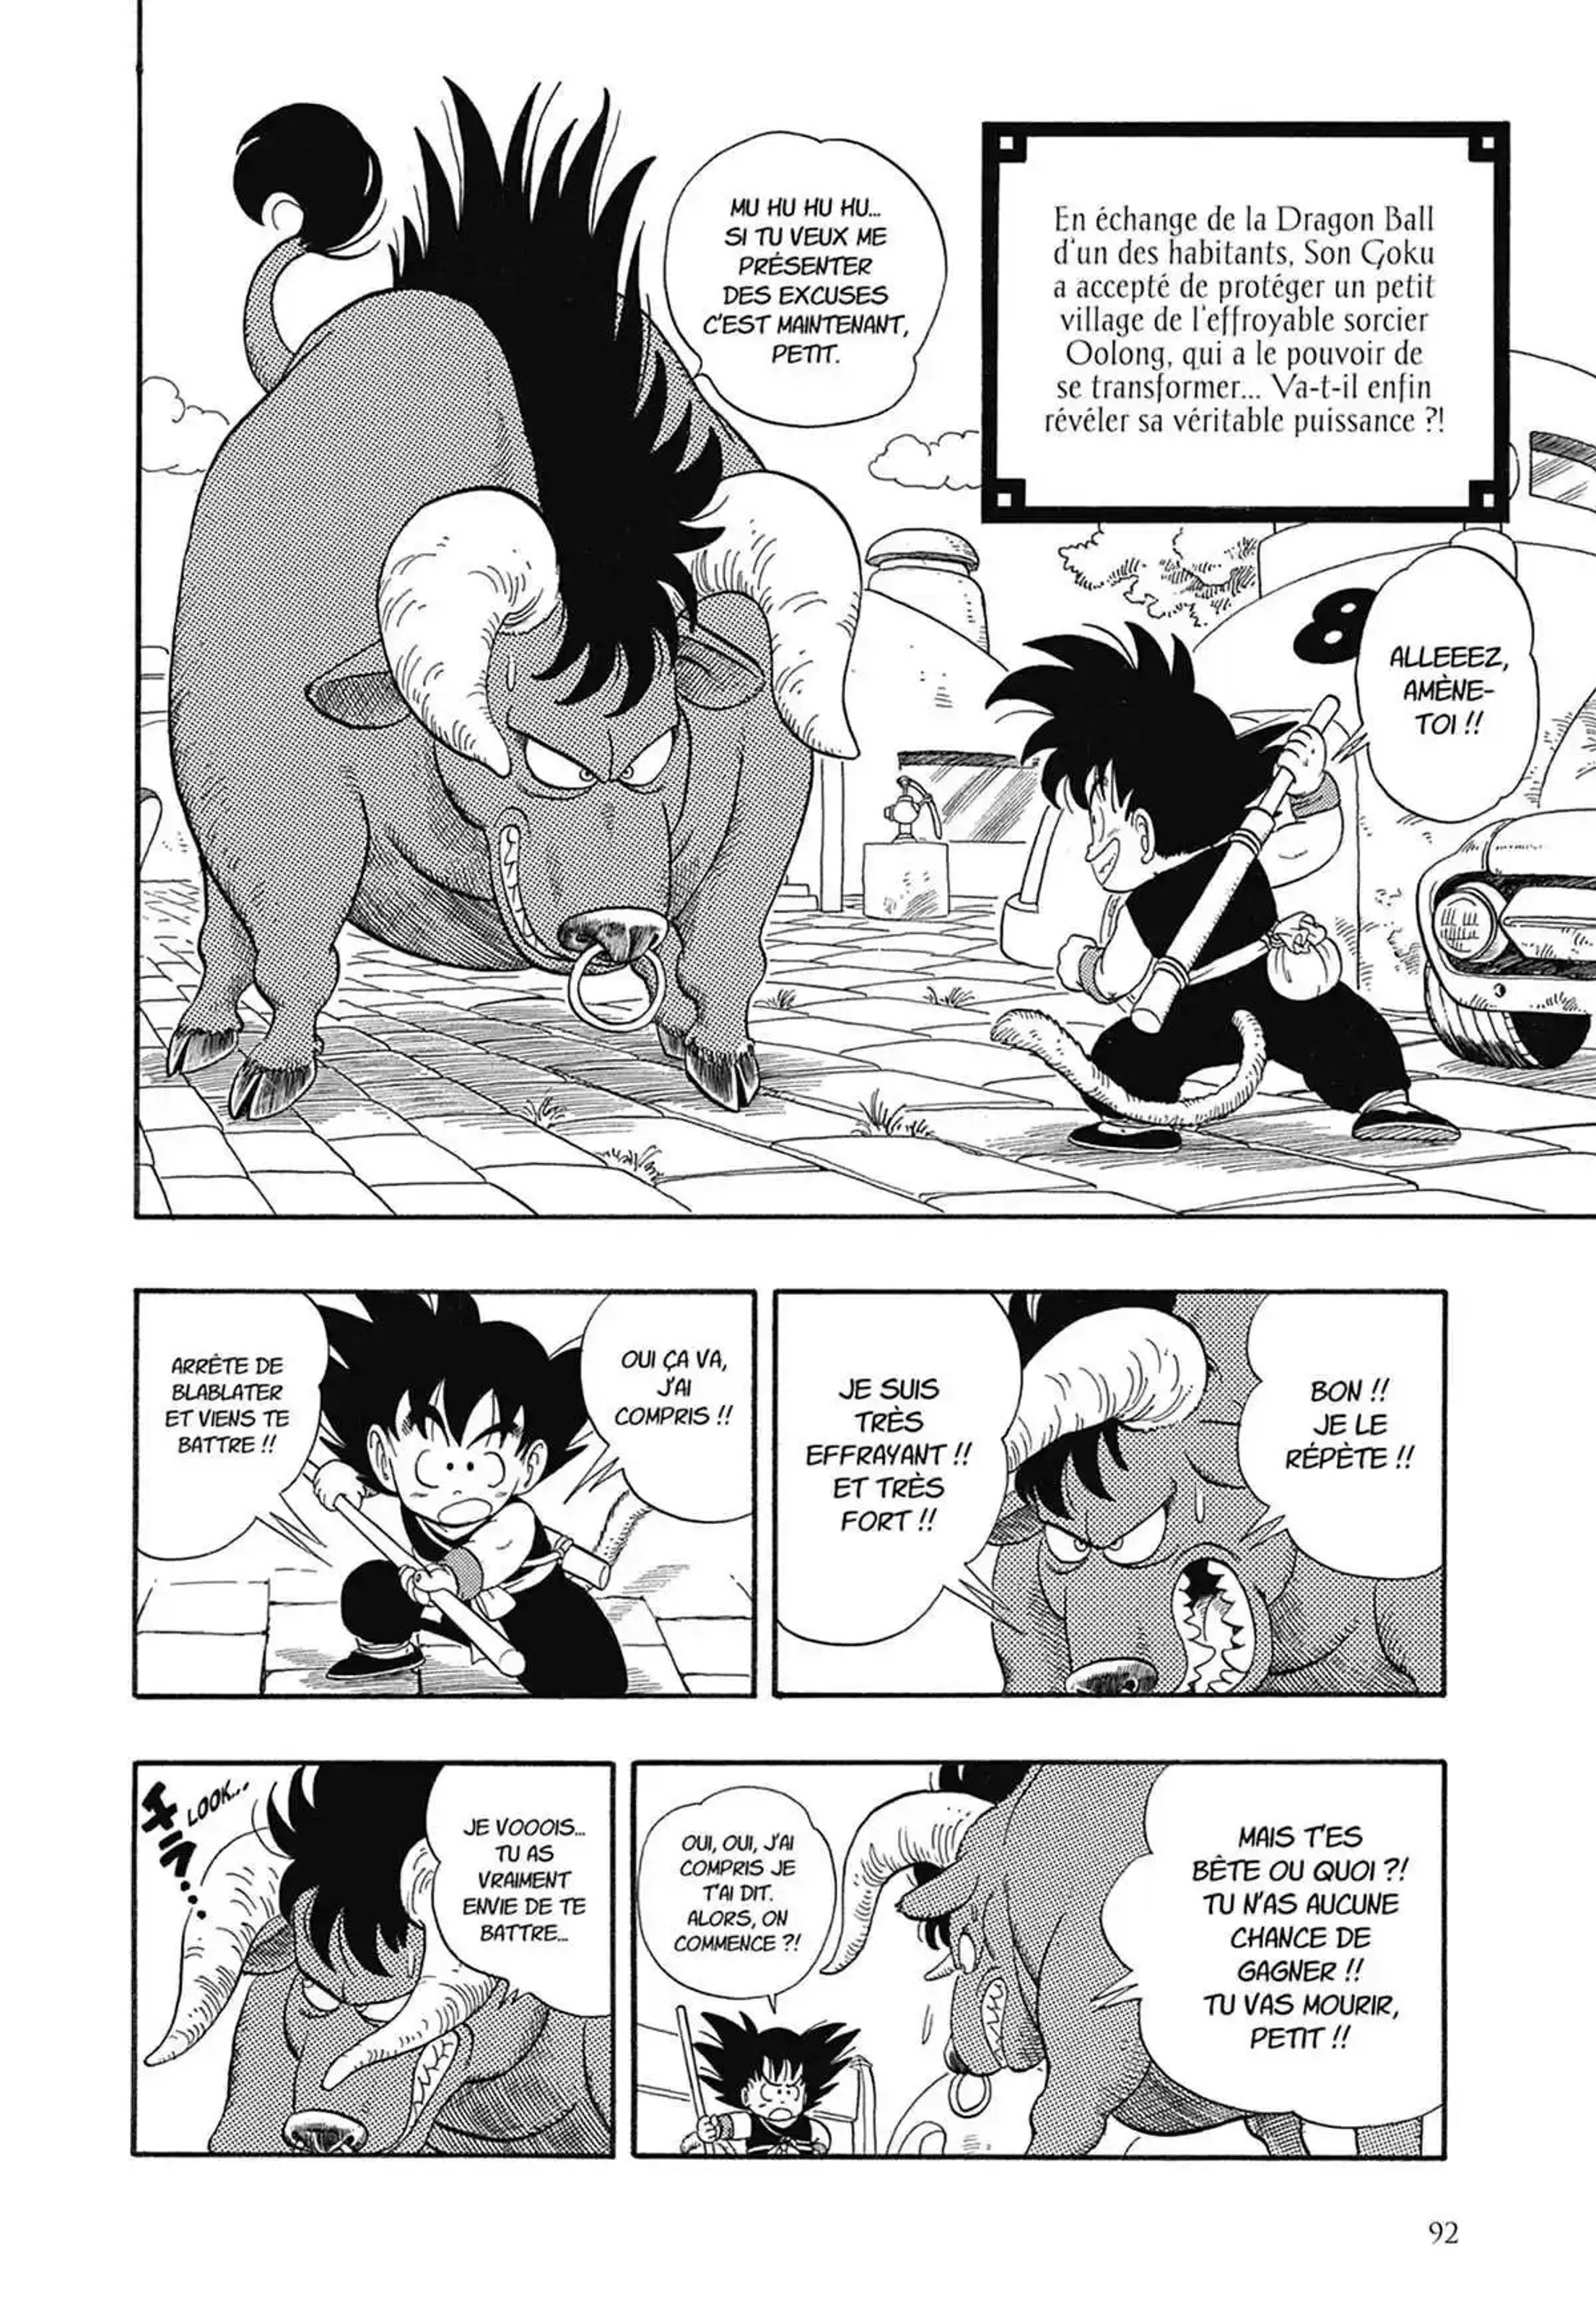 En échange de la Dragon Ball
d'un des habitants, Son Goku
a accepté de protéger un petit
village de l'effroyable sorcier
Oolong, qui a le pouvoir de
se transformer... Va-t-il enfin
révéler sa véritable puissance ?!
8
ALLEEEZ,
AMÈNE-
TOI !!
MU HU HU HU...
SI TU VEUX ME
PRÉSENTER
DES EXCUSES
C'EST MAINTENANT,
PETIT.
BON !!
JE LE
RÉPÈTE !!
JE SUIS
TRÈS
EFFRAYANT !!
ET TRÈS
FORT !!
OUI ÇA VA,
J'AI
COMPRIS !!
ARRÊTE DE
BLABLATER
ET VIENS TE
BATTRE !!
MAIS T'ES
BÊTE OU QUOI ?!
TU N'AS AUCUNE
CHANCE DE
GAGNER !!
TU VAS MOURIR,
PETIT !!
OUI, OUI, J'AI
COMPRIS JE
T'AI DIT.
ALORS, ON
COMMENCE ?!
JE VOOOIS...
TU AS
VRAIMENT
ENVIE DE TE
BATTRE...
LOOK...
チラ...
92